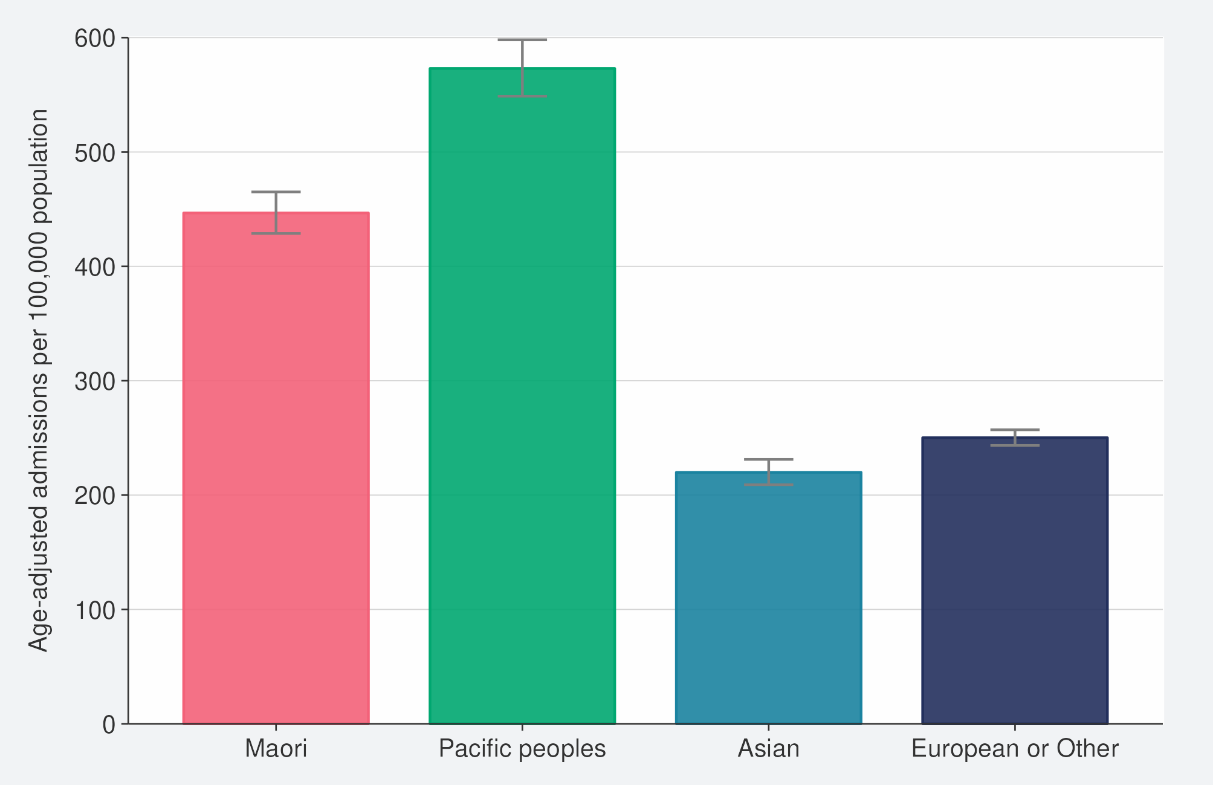 Age-adjusted admissions per 100,000 population
600
500
400
300
200
100
0
Maori
Pacific peoples
Asian
European or Other